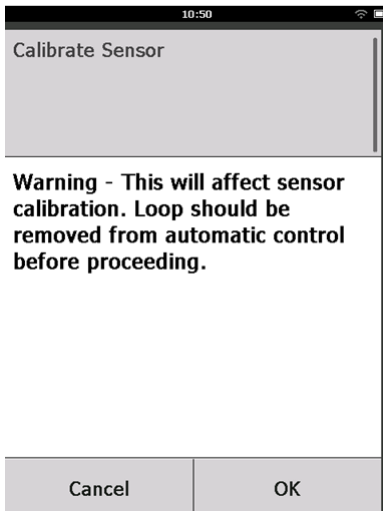 10:50
Calibrate Sensor
Warning - This will affect sensor
calibration. Loop should be
removed from automatic control
before proceeding.
Cancel OK